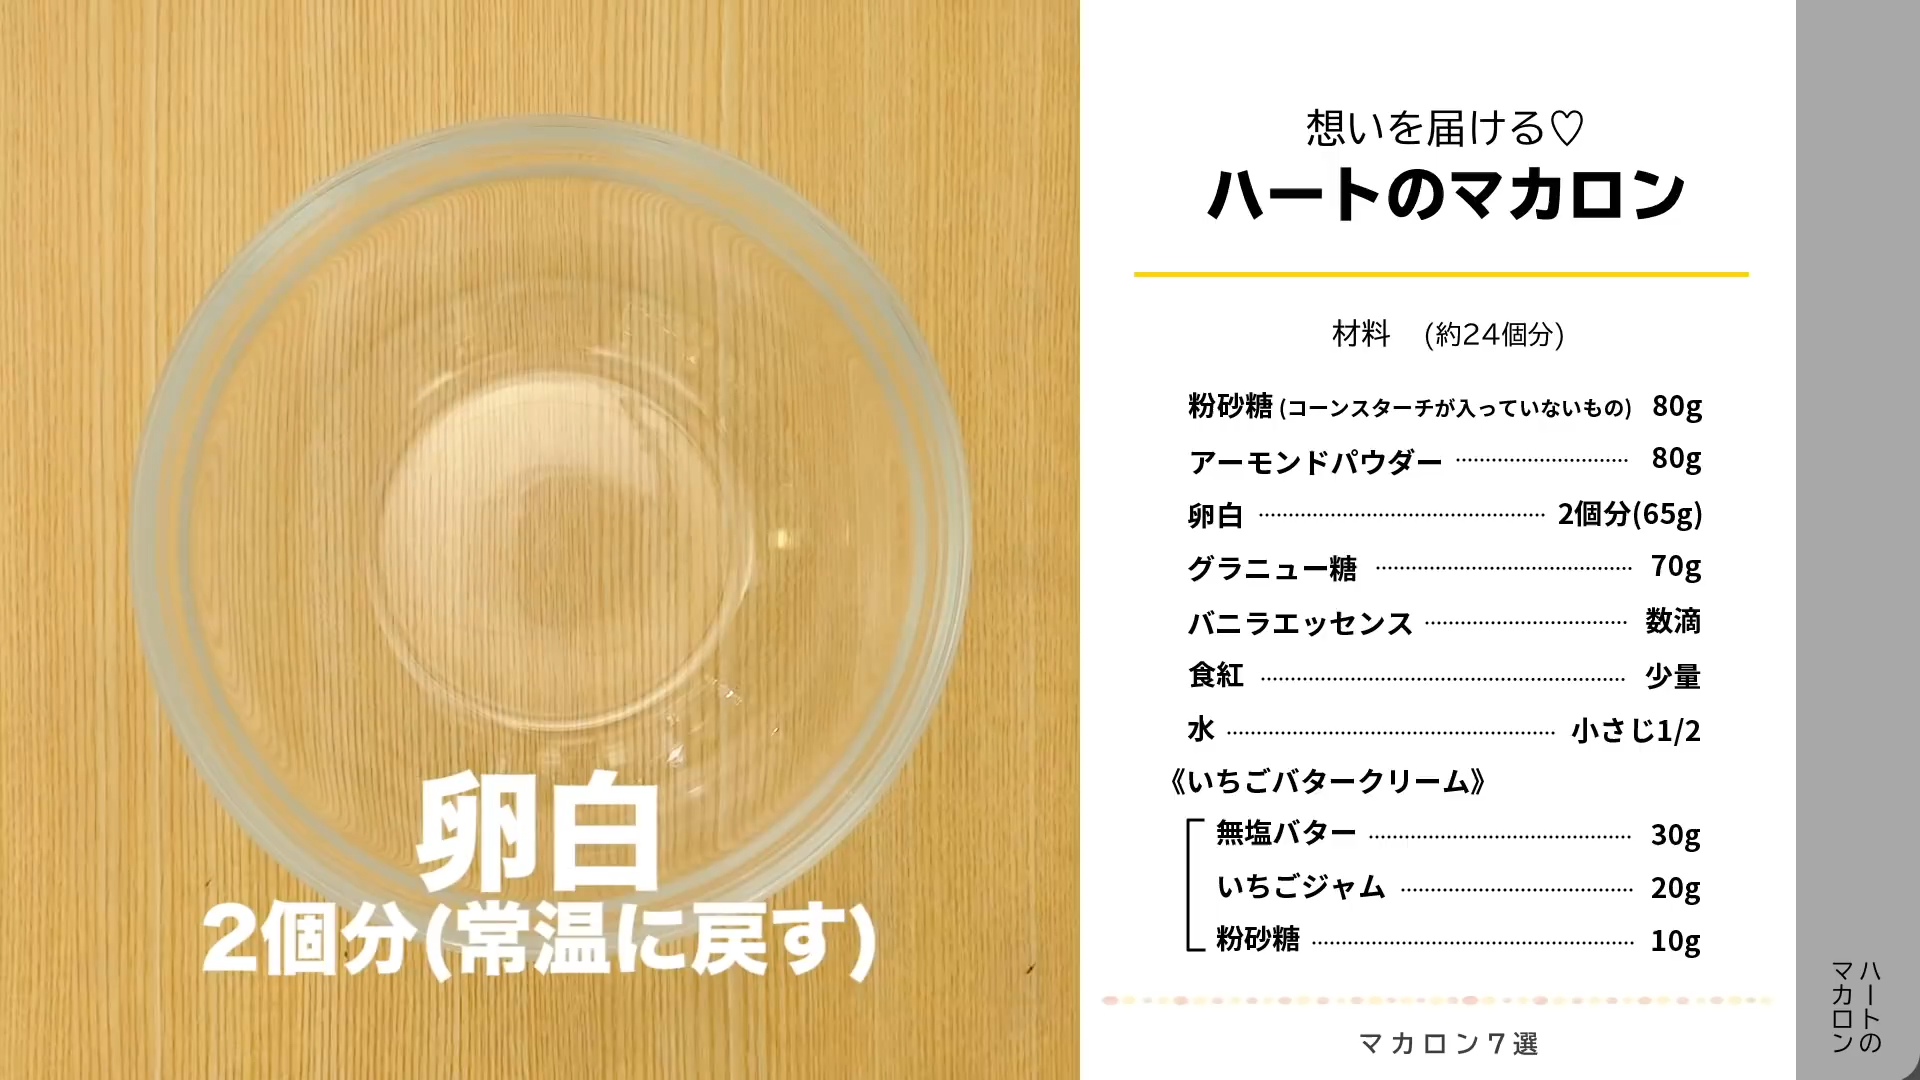 卵白
2個分(常温に戻す)
想いを届ける♡
ハートのマカロン
材料 (約24個分)
粉砂糖(コーンスターチが入っていないもの) 80g
アーモンドパウダー 80g
卵白 2個分(65g)
グラニュー糖 70g
バニラエッセンス 数滴
食紅 少量
水 小さじ1/2
《いちごバタークリーム》
無塩バター 30g
いちごジャム 20g
粉砂糖 10g
マカロン7選
ハートの
マカロン